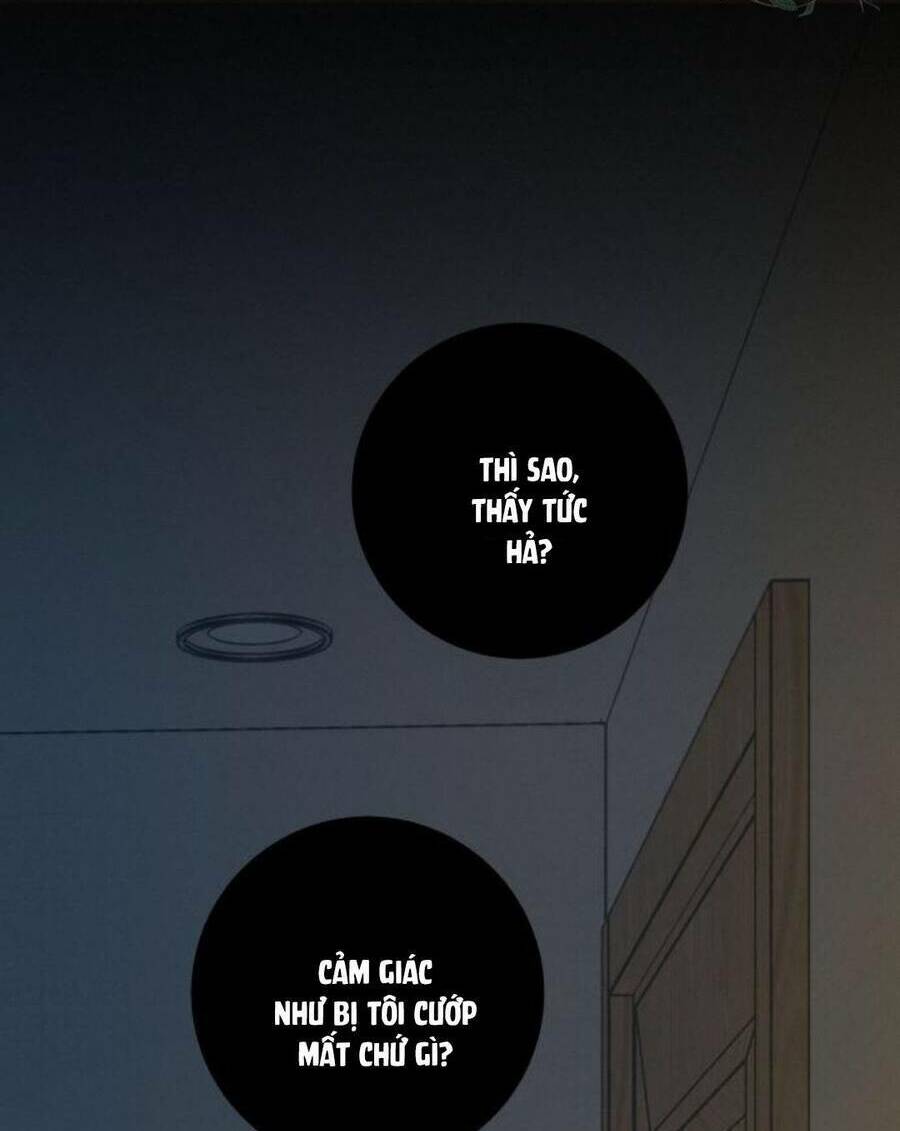 THÌ SAO,
THẤY TỨC
HẢ?
CẢM GIÁC
NHƯ BỊ TÔI CƯỚP
MẤT CHỨ GÌ?